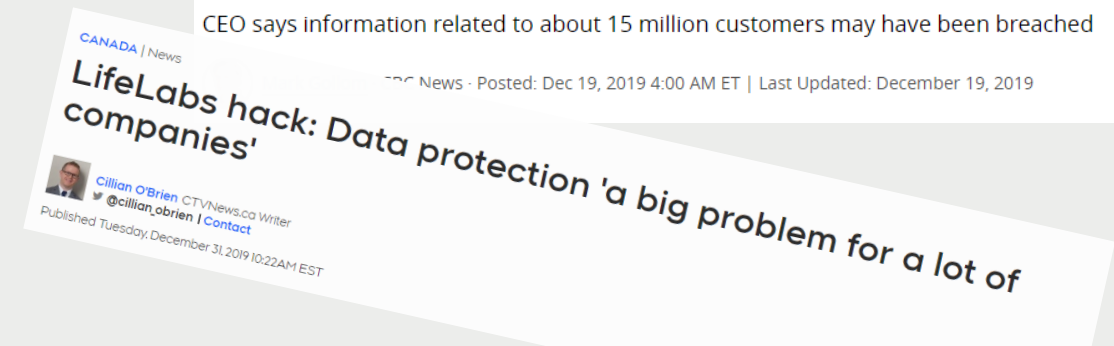 CEO says information related to about 15 million customers may have been breached
News · Posted: Dec 19, 2019 4:00 AM ET | Last Updated: December 19, 2019
CANADA | News
LifeLabs hack: Data protection 'a big problem for a lot of
companies'
Cillian O'Brien CTVNews.ca Writer
@cillian_obrien | Contact
Published Tuesday, December 31, 2019 10:22AM EST